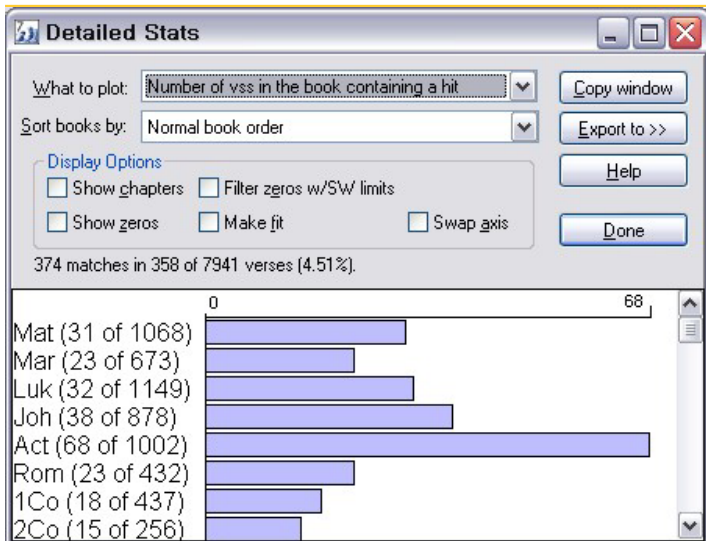 Detailed Stats
What to plot: Number of vss in the book containing a hit
Copy window
Sort books by: Normal book order
Export to >>
Display Options
Help
Show chapters Filter zeros w/SW limits
Show zeros Make fit Swap axis
Done
374 matches in 358 of 7941 verses (4.51%).
0 68
Mat (31 of 1068)
Mar (23 of 673)
Luk (32 of 1149)
Joh (38 of 878)
Act (68 of 1002)
Rom (23 of 432)
1Co (18 of 437)
2Co (15 of 256)